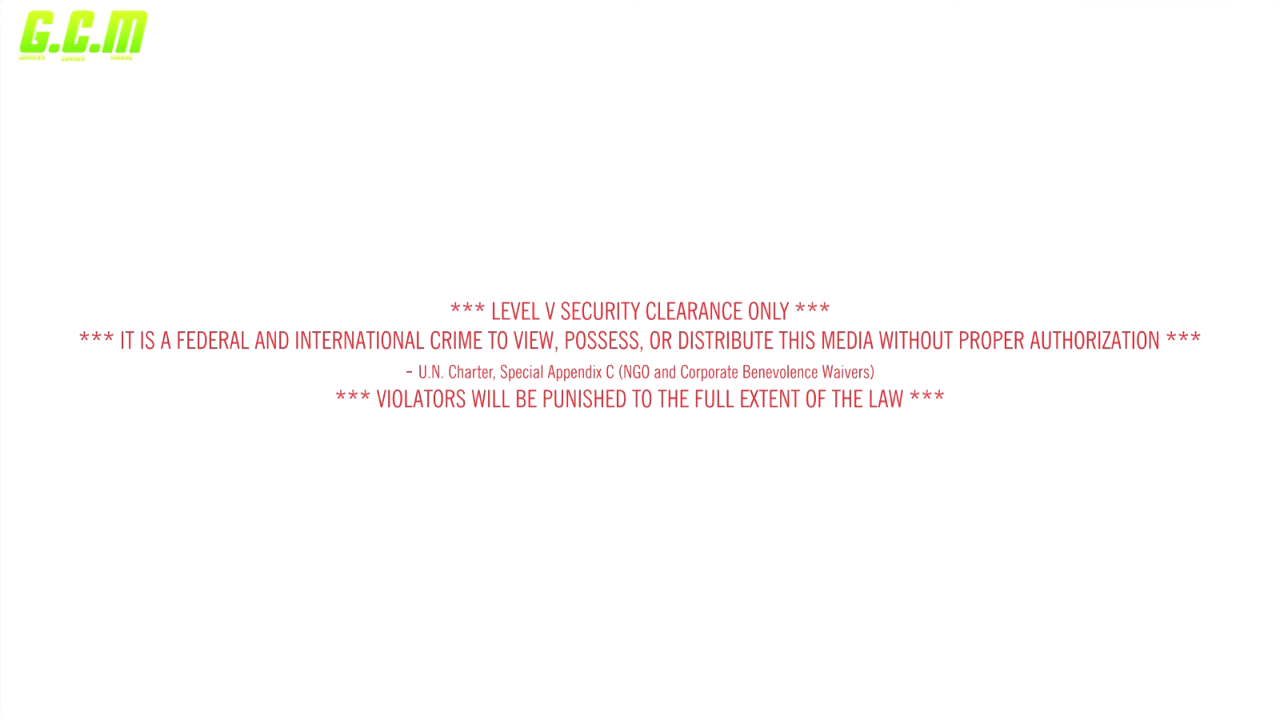 G.C.M
*** LEVEL V SECURITY CLEARANCE ONLY ***
*** IT IS A FEDERAL AND INTERNATIONAL CRIME TO VIEW, POSSESS, OR DISTRIBUTE THIS MEDIA WITHOUT PROPER AUTHORIZATION ***
– U.N. Charter, Special Appendix C (NGO and Corporate Benevolence Waivers)
*** VIOLATORS WILL BE PUNISHED TO THE FULL EXTENT OF THE LAW ***